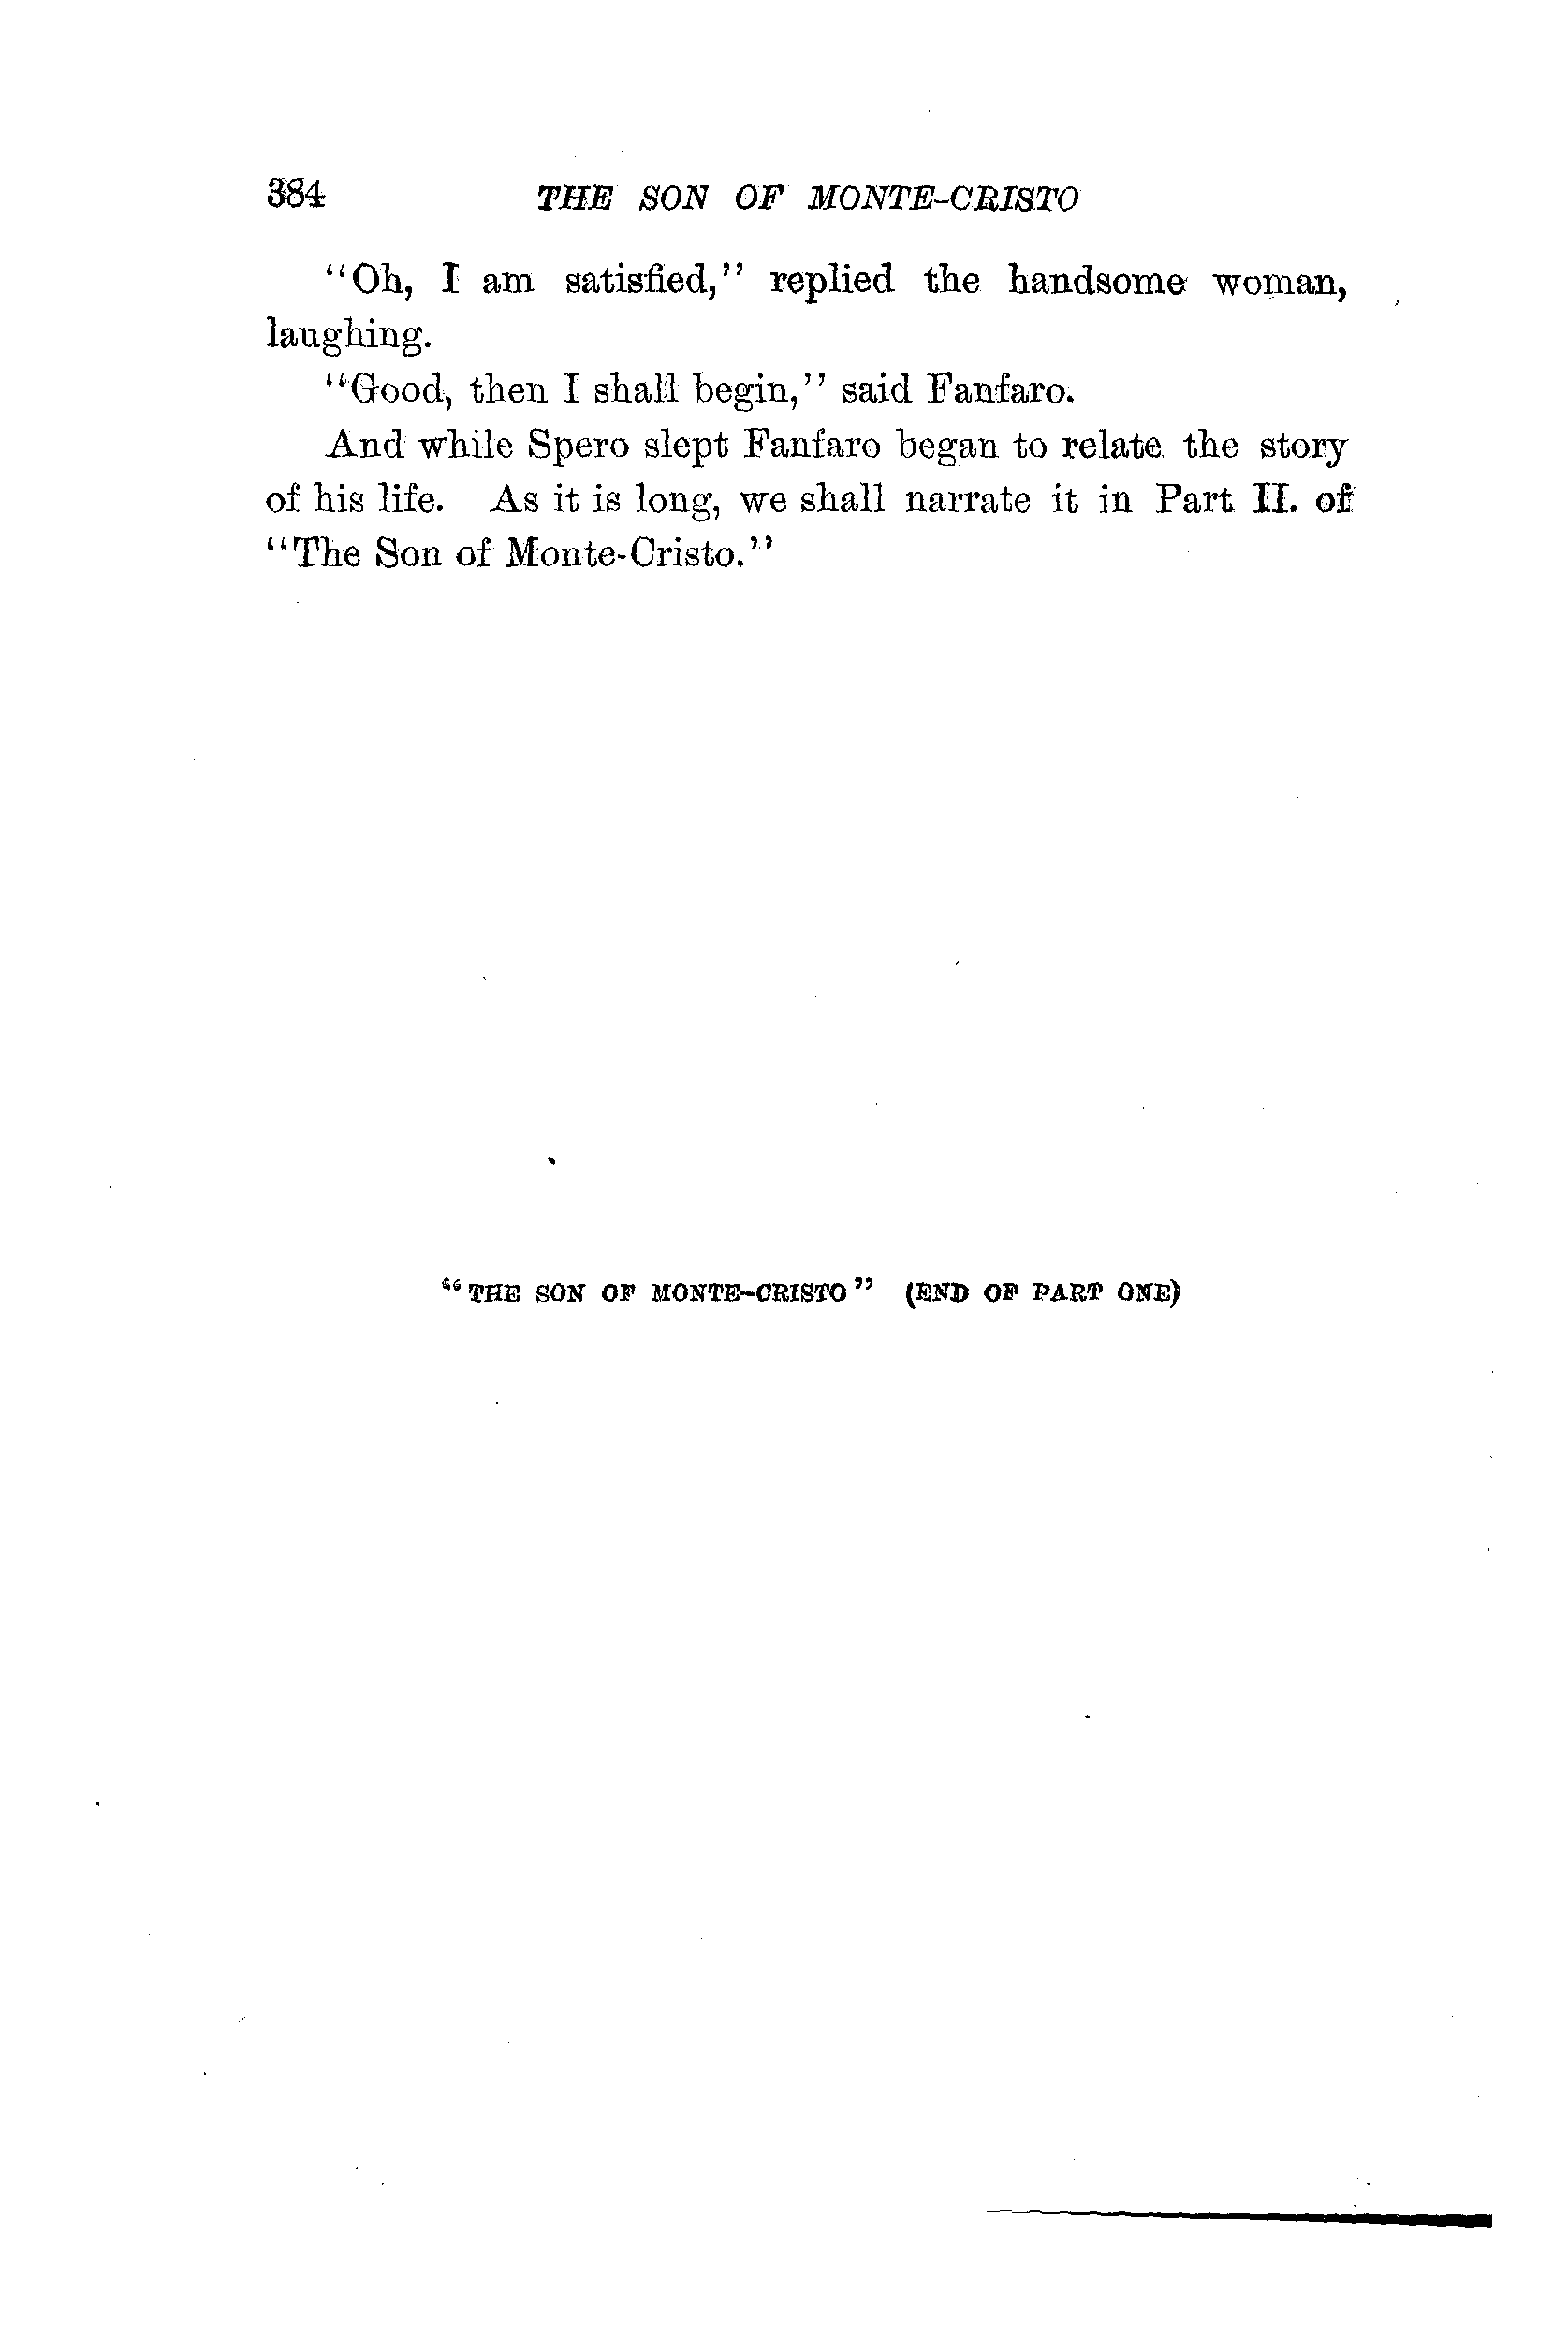 384 THE SON OF MONTE-CRISTO
“Oh, I am satisfied,” replied the handsome woman,
laughing.
“Good, then I shall begin,” said Fanfaro.
And while Spero slept Fanfaro began to relate the story
of his life. As it is long, we shall narrate it in Part II. of
“The Son of Monte-Cristo.”
“THE SON OF MONTE-CRISTO” (END OF PART ONE)